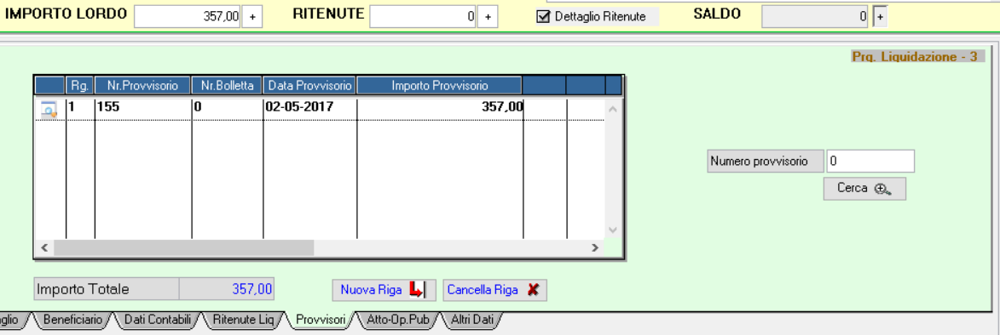 IMPORTO LORDO 357,00 + RITENUTE 0 + Dettaglio Ritenute SALDO 0 +
Prg. Liquidazione - 3
Rg. Nr.Provvisorio Nr.Bolletta Data Provvisorio Importo Provvisorio
1 155 0 02-05-2017 357,00
Numero provvisorio 0
Cerca
Importo Totale 357,00 Nuova Riga Cancella Riga
aglio Beneficiario Dati Contabili Ritenute Liq Provvisori Atto-Op.Pub Altri Dati